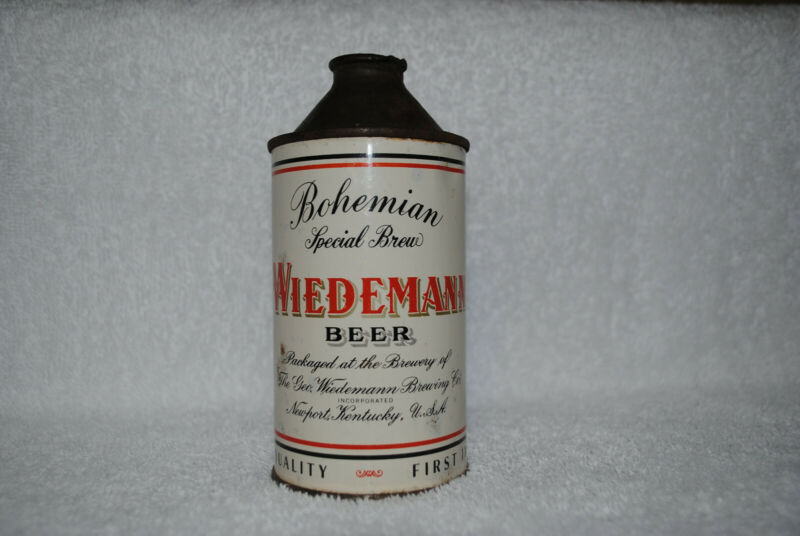 Bohemian
Special Brew
WIEDEMANN
BEER
Packaged at the Brewery of
The Geo. Wiedemann Brewing Co.
INCORPORATED
Newport, Kentucky, U.S.A.
UALITY FIRST I